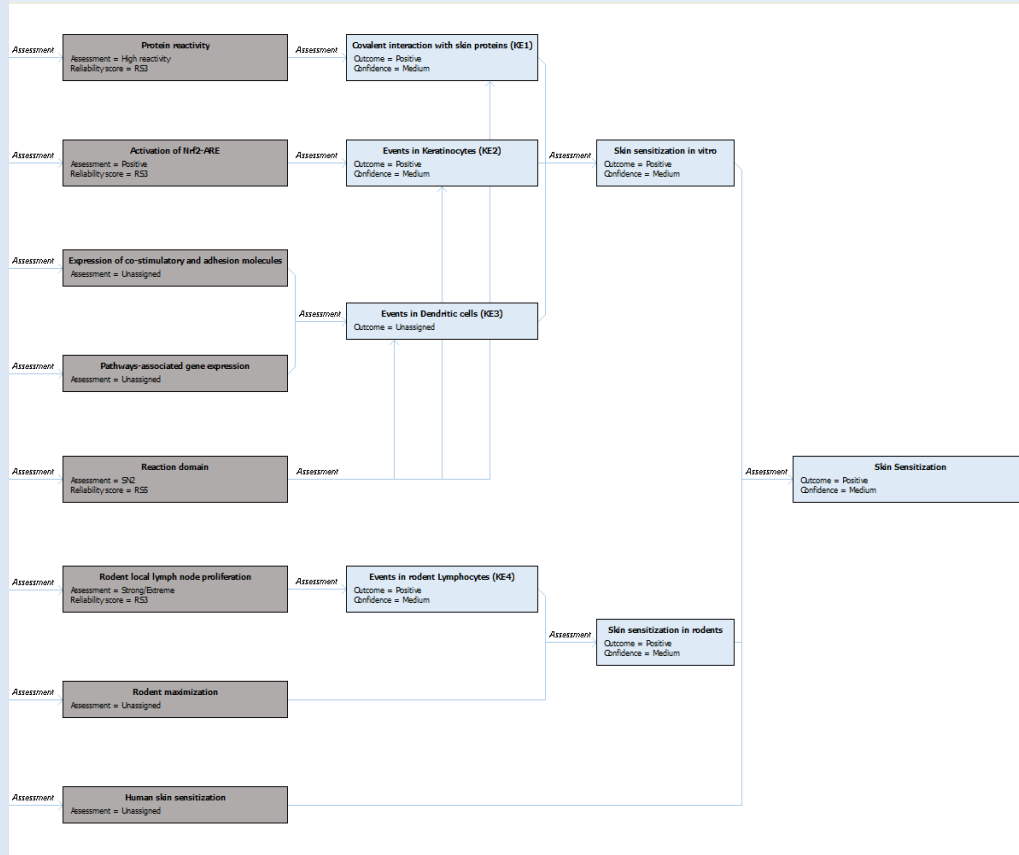 Assessment
Protein reactivity
Assessment = High reactivity
Reliability score = RS3
Assessment
Covalent interaction with skin proteins (KE1)
Outcome = Positive
Confidence = Medium
Assessment
Activation of Nrf2-ARE
Assessment = Positive
Reliability score = RS3
Assessment
Events in Keratinocytes (KE2)
Outcome = Positive
Confidence = Medium
Assessment
Skin sensitization in vitro
Outcome = Positive
Confidence = Medium
Assessment
Expression of co-stimulatory and adhesion molecules
Assessment = Unassigned
Assessment
Events in Dendritic cells (KE3)
Outcome = Unassigned
Assessment
Pathways-associated gene expression
Assessment = Unassigned
Assessment
Reaction domain
Assessment = SN2
Reliability score = RS5
Assessment
Assessment
Skin Sensitization
Outcome = Positive
Confidence = Medium
Assessment
Rodent local lymph node proliferation
Assessment = Strong/Extreme
Reliability score = RS3
Assessment
Events in rodent Lymphocytes (KE4)
Outcome = Positive
Confidence = Medium
Assessment
Skin sensitization in rodents
Outcome = Positive
Confidence = Medium
Assessment
Rodent maximization
Assessment = Unassigned
Assessment
Human skin sensitization
Assessment = Unassigned